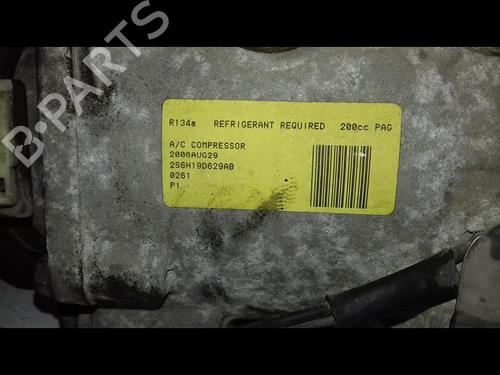 B-PARTS
R134a REFRIGERANT REQUIRED 200cc PAG
A/C COMPRESSOR
2006AUG29
2S6H19D629AB
0261
P1